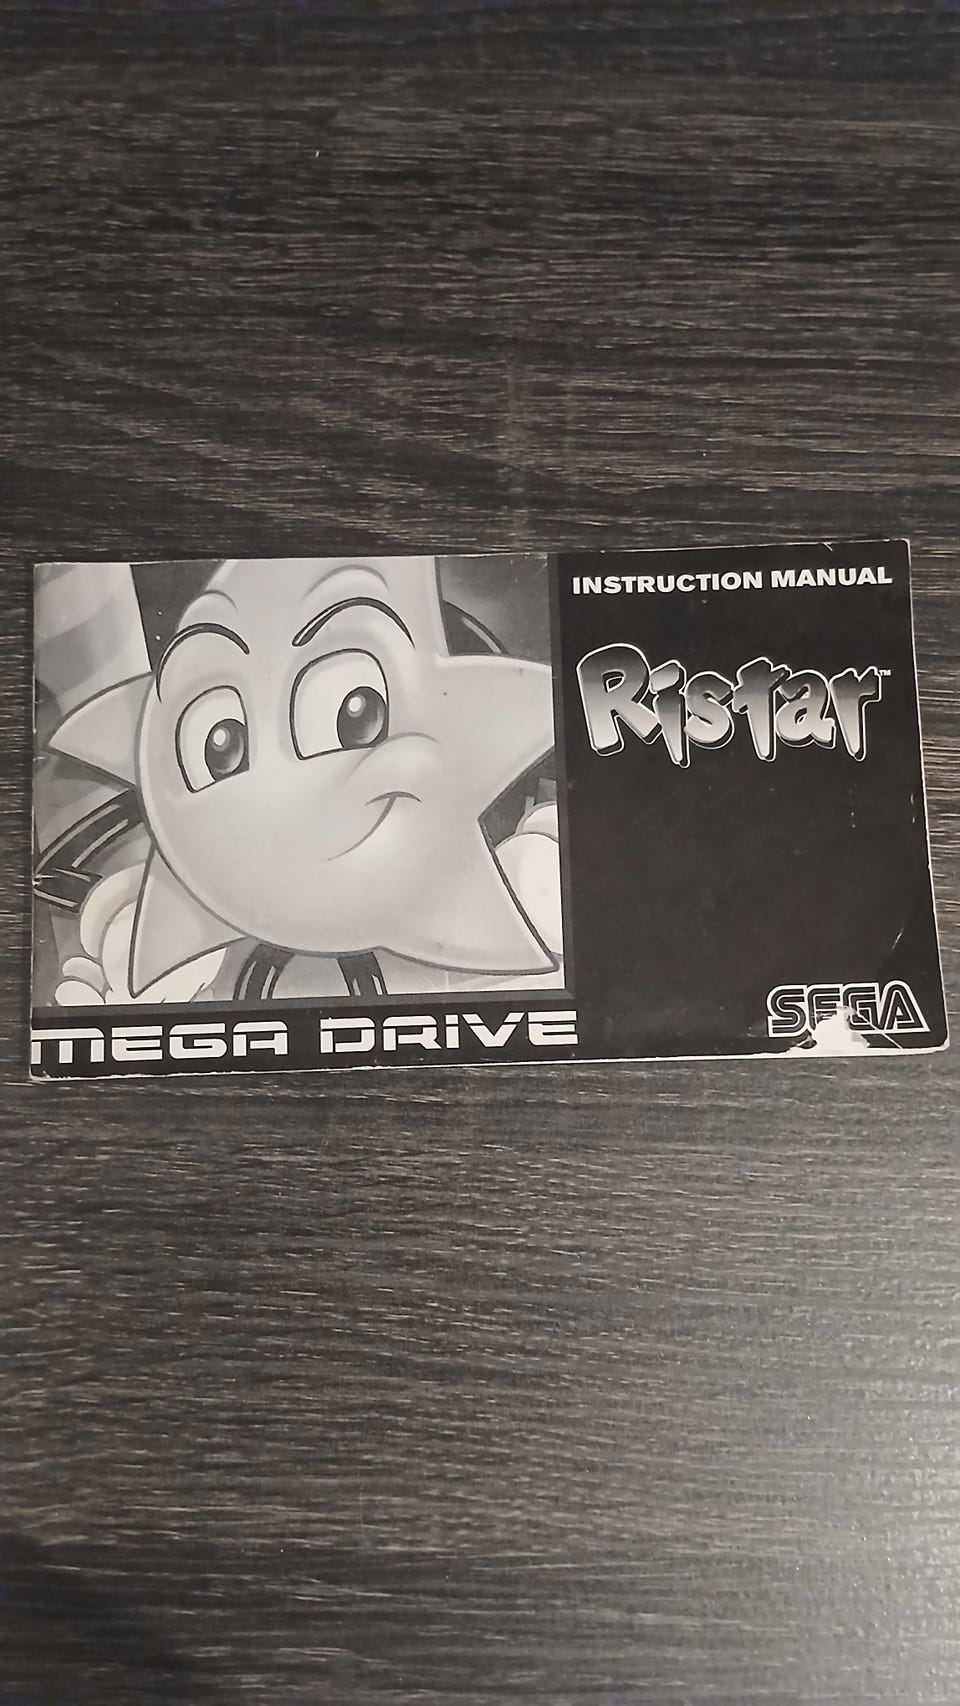 INSTRUCTION MANUAL
Ristar™
MEGA DRIVE
SEGA